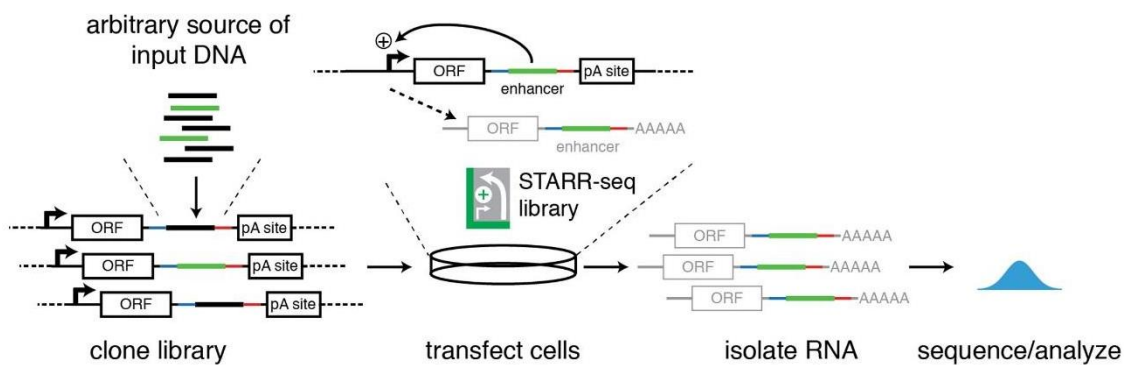 arbitrary source of
input DNA
⊕
ORF
pA site
enhancer
ORF
AAAAA
enhancer
⊕
STARR-seq
library
ORF
pA site
ORF
pA site
ORF
pA site
ORF
AAAAA
ORF
AAAAA
ORF
AAAAA
clone library
transfect cells
isolate RNA
sequence/analyze